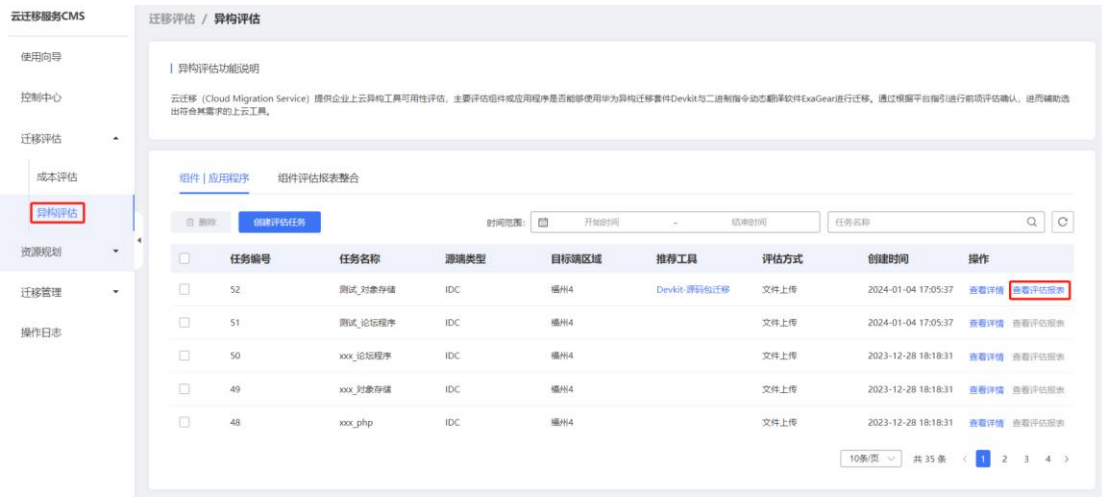 云迁移服务CMS
迁移评估 / 异构评估
使用向导
控制中心
迁移评估
成本评估
异构评估
资源规划
迁移管理
操作日志
异构评估功能说明
云迁移（Cloud Migration Service）提供企业上云异构工具可用性评估，主要评估组件或应用程序是否能够使用华为异构迁移套件Devkit与二进制指令动态翻译软件ExaGear进行迁移。通过根据平台指引进行前项评估确认，进而辅助选
出符合其需求的上云工具。
组件 | 应用程序 组件评估报表整合
删除 创建评估任务 时间范围： 开始时间 - 结束时间 任务名称
任务编号 任务名称 源端类型 目标端区域 推荐工具 评估方式 创建时间 操作
52 测试_对象存储 IDC 福州4 Devkit-源码包迁移 文件上传 2024-01-04 17:05:37 查看详情 查看评估报表
51 测试_论坛程序 IDC 福州4 文件上传 2024-01-04 17:05:37 查看详情 查看评估报表
50 xxx_论坛程序 IDC 福州4 文件上传 2023-12-28 18:18:31 查看详情 查看评估报表
49 xxx_对象存储 IDC 福州4 文件上传 2023-12-28 18:18:31 查看详情 查看评估报表
48 xxx_php IDC 福州4 文件上传 2023-12-28 18:18:31 查看详情 查看评估报表
10条/页 共 35 条 < 1 2 3 4 >